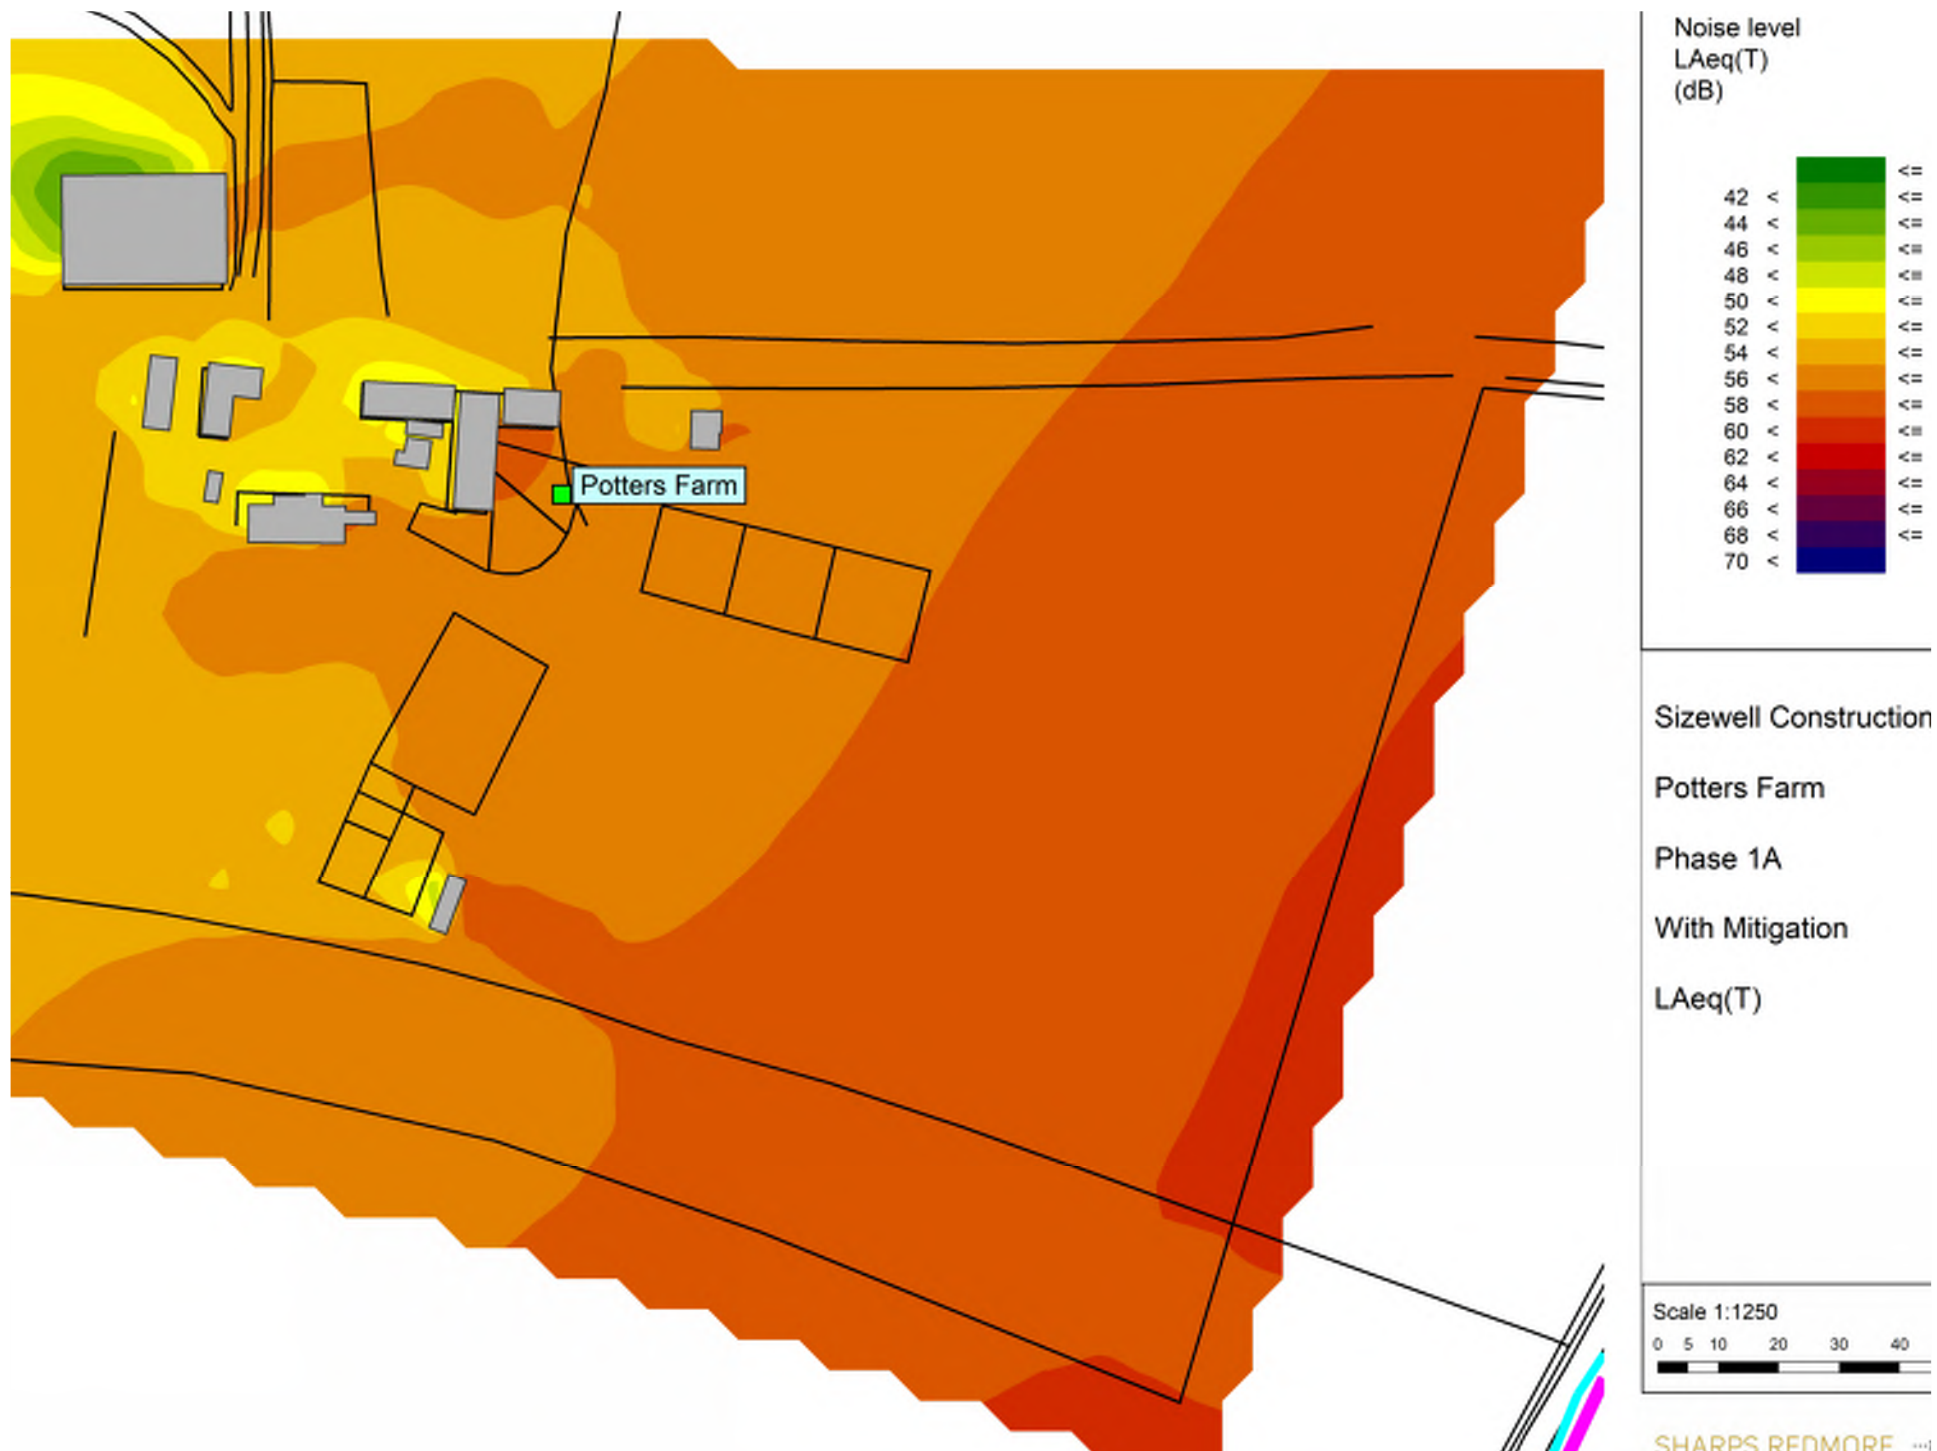 Noise level
LAeq(T)
(dB)
<=
42 < <=
44 < <=
46 < <=
48 < <=
50 < <=
52 < <=
54 < <=
56 < <=
58 < <=
60 < <=
62 < <=
64 < <=
66 < <=
68 < <=
70 <
Potters Farm
Sizewell Construction
Potters Farm
Phase 1A
With Mitigation
LAeq(T)
Scale 1:1250
0 5 10 20 30 40
SHARPS REDMORE